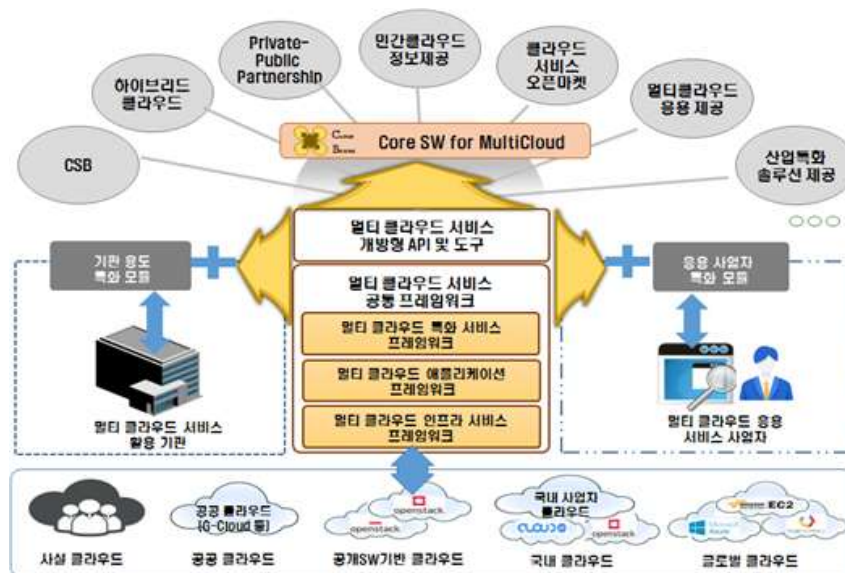 Private-
Public
Partnership
민간클라우드
정보제공
클라우드
서비스
오픈마켓
하이브리드
클라우드
멀티클라우드
응용 제공
CSB
Core SW for MultiCloud
산업특화
솔루션 제공
멀티 클라우드 서비스
개방형 API 및 도구
기관 용도
특화 모듈
응용 사업자
특화 모듈
멀티 클라우드 서비스
공통 프레임워크
멀티 클라우드 특화 서비스
프레임워크
멀티 클라우드 애플리케이션
프레임워크
멀티 클라우드 인프라 서비스
프레임워크
멀티 클라우드 서비스
활용 기관
멀티 클라우드 응용
서비스 사업자
공공 클라우드
(G-Cloud 등)
openstack
openstack
국내 사업자
클라우드
openstack
EC2
Microsoft
Azure
사설 클라우드
공공 클라우드
공개SW기반 클라우드
국내 클라우드
글로벌 클라우드